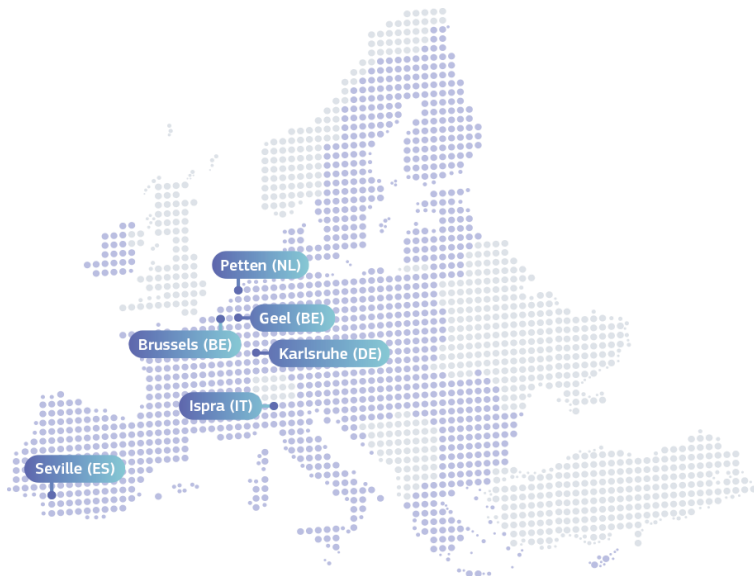 Petten (NL)
Geel (BE)
Brussels (BE)
Karlsruhe (DE)
Ispra (IT)
Seville (ES)